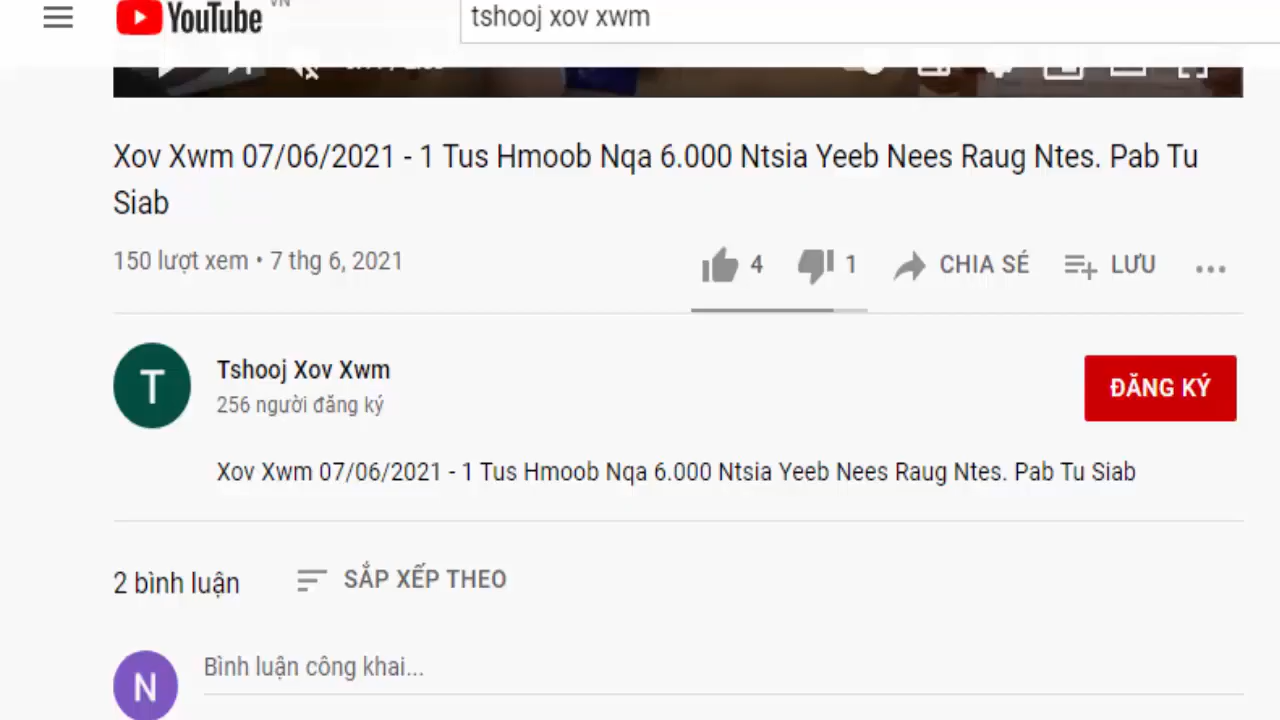 YouTube VN
tshooj xov xwm
Xov Xwm 07/06/2021 - 1 Tus Hmoob Nqa 6.000 Ntsia Yeeb Nees Raug Ntes. Pab Tu
Siab
150 lượt xem • 7 thg 6, 2021
4
1
CHIA SẺ
LƯU
T
Tshooj Xov Xwm
256 người đăng ký
ĐĂNG KÝ
Xov Xwm 07/06/2021 - 1 Tus Hmoob Nqa 6.000 Ntsia Yeeb Nees Raug Ntes. Pab Tu Siab
2 bình luận
SẮP XẾP THEO
N
Bình luận công khai...